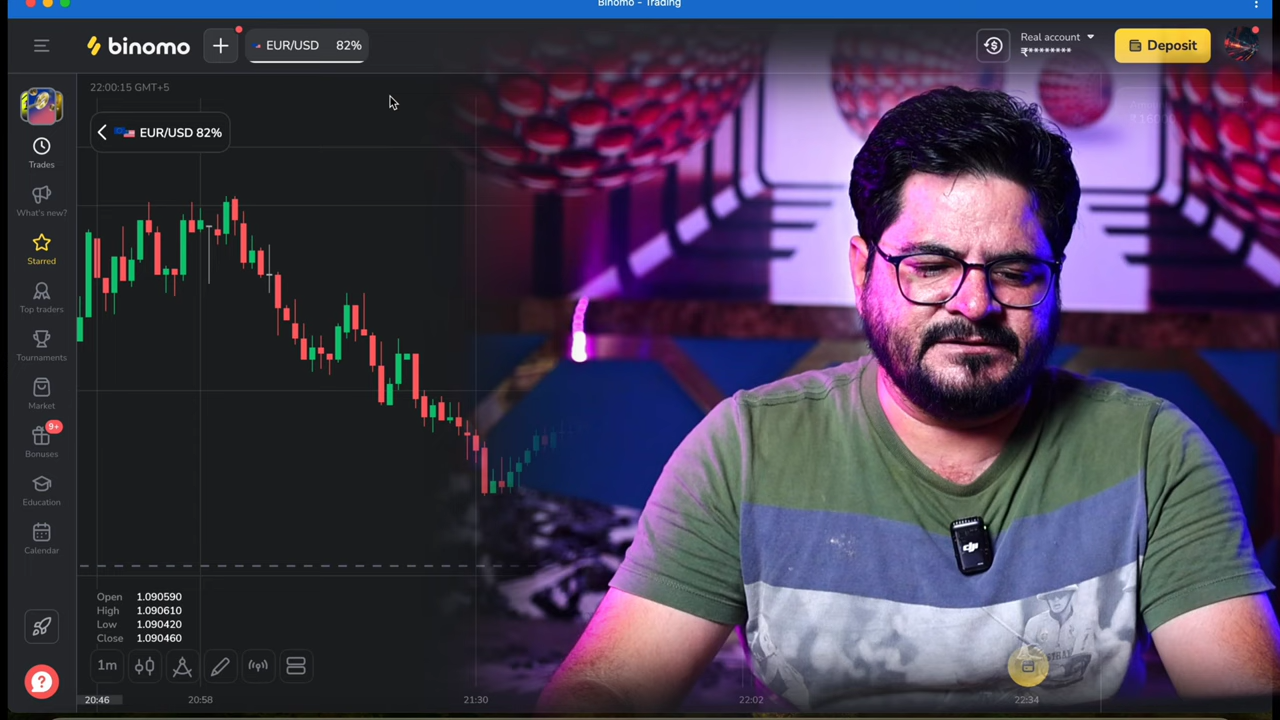 Binomo - Trading
binomo
+
EUR/USD 82%
Real account
₹********
Deposit
22:00:15 GMT+5
EUR/USD 82%
Trades
What's new?
Starred
Top traders
Tournaments
Market
9+
Bonuses
Education
Calendar
Open 1.090590
High 1.090610
Low 1.090420
Close 1.090460
1m
?
20:46
20:58
21:30
22:02
22:34
dji